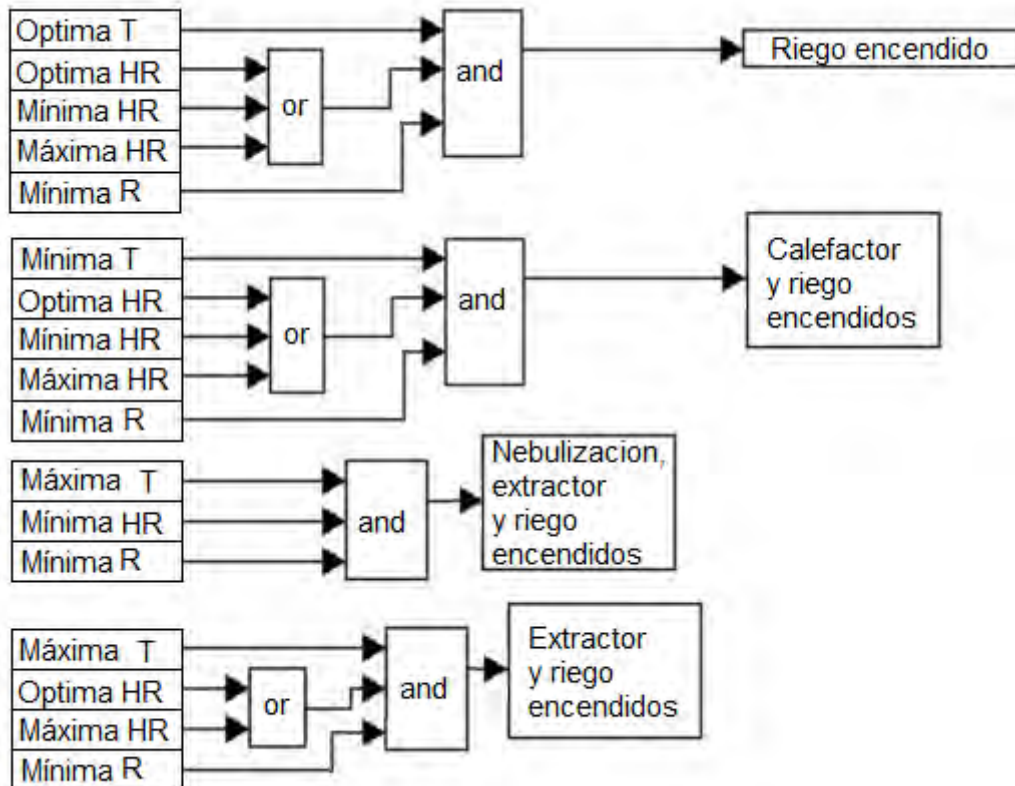 Optima T
Optima HR
Mínima HR
Máxima HR
Mínima R
or
and
Riego encendido
Mínima T
Optima HR
Mínima HR
Máxima HR
Mínima R
or
and
Calefactor
y riego
encendidos
Máxima T
Mínima HR
Mínima R
and
Nebulizacion,
extractor
y riego
encendidos
Máxima T
Optima HR
Máxima HR
Mínima R
or
and
Extractor
y riego
encendidos